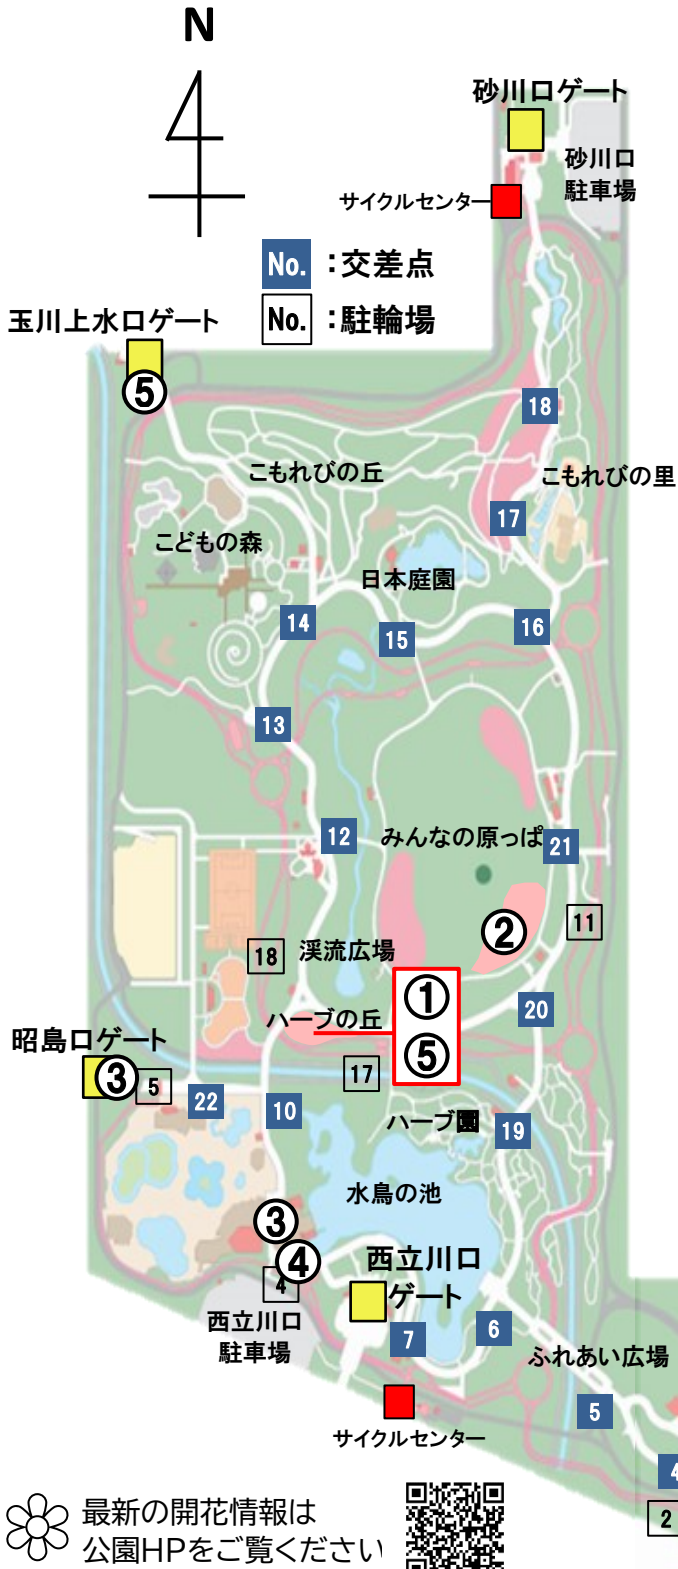 N
砂川口ゲート
砂川口
駐車場
サイクルセンター
No. ：交差点
No. ：駐輪場
玉川上水口ゲート
⑤
18
こもれびの丘
こもれびの里
17
こどもの森
日本庭園
14
15
16
13
12
みんなの原っぱ
21
②
11
18
渓流広場
①
ハーブの丘
20
⑤
昭島口ゲート
③
5
17
22
10
ハーブ園
19
水鳥の池
③
④
4
西立川口
ゲート
西立川口
駐車場
7
6
ふれあい広場
5
サイクルセンター
4
2
最新の開花情報は
公園HPをご覧ください